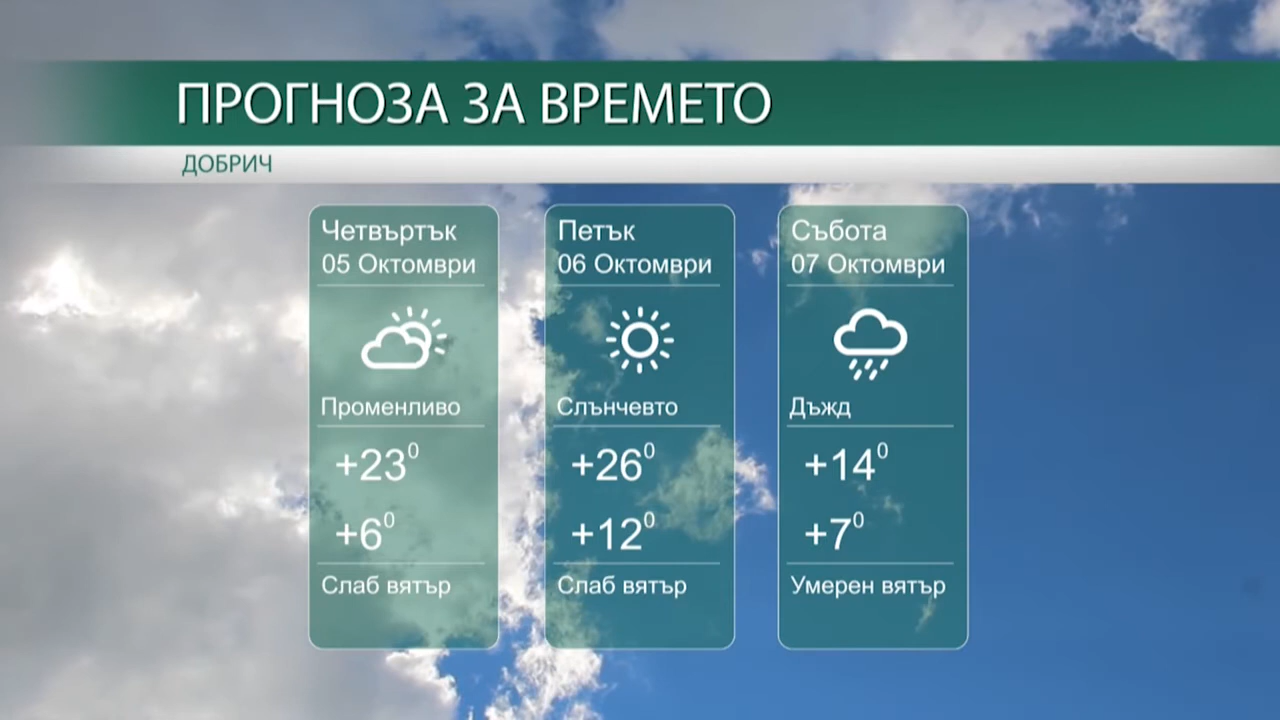 ПРОГНОЗА ЗА ВРЕМЕТО
ДОБРИЧ
Четвъртък
05 Октомври
Променливо
+23⁰
+6⁰
Слаб вятър
Петък
06 Октомври
Слънчевто
+26⁰
+12⁰
Слаб вятър
Събота
07 Октомври
Дъжд
+14⁰
+7⁰
Умерен вятър